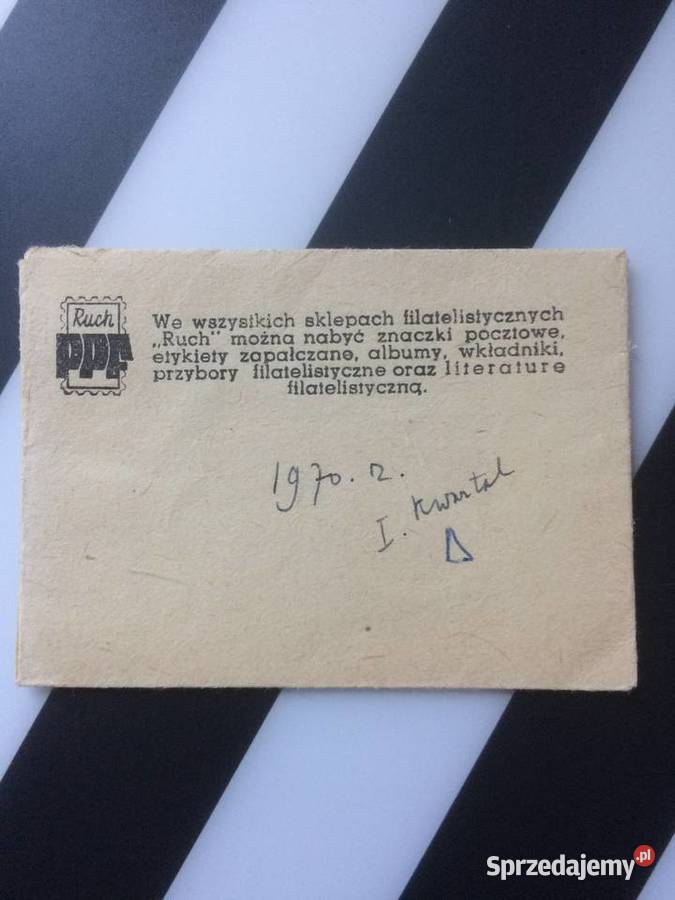 Ruch
PPF
We wszystkich sklepach filatelistycznych
„Ruch" można nabyć znaczki pocztowe,
etykiety zapałczane, albumy, wkładniki,
przybory filatelistyczne oraz literaturę
filatelistyczną.
1970. r.
I. Kwartał
Sprzedajemy.pl